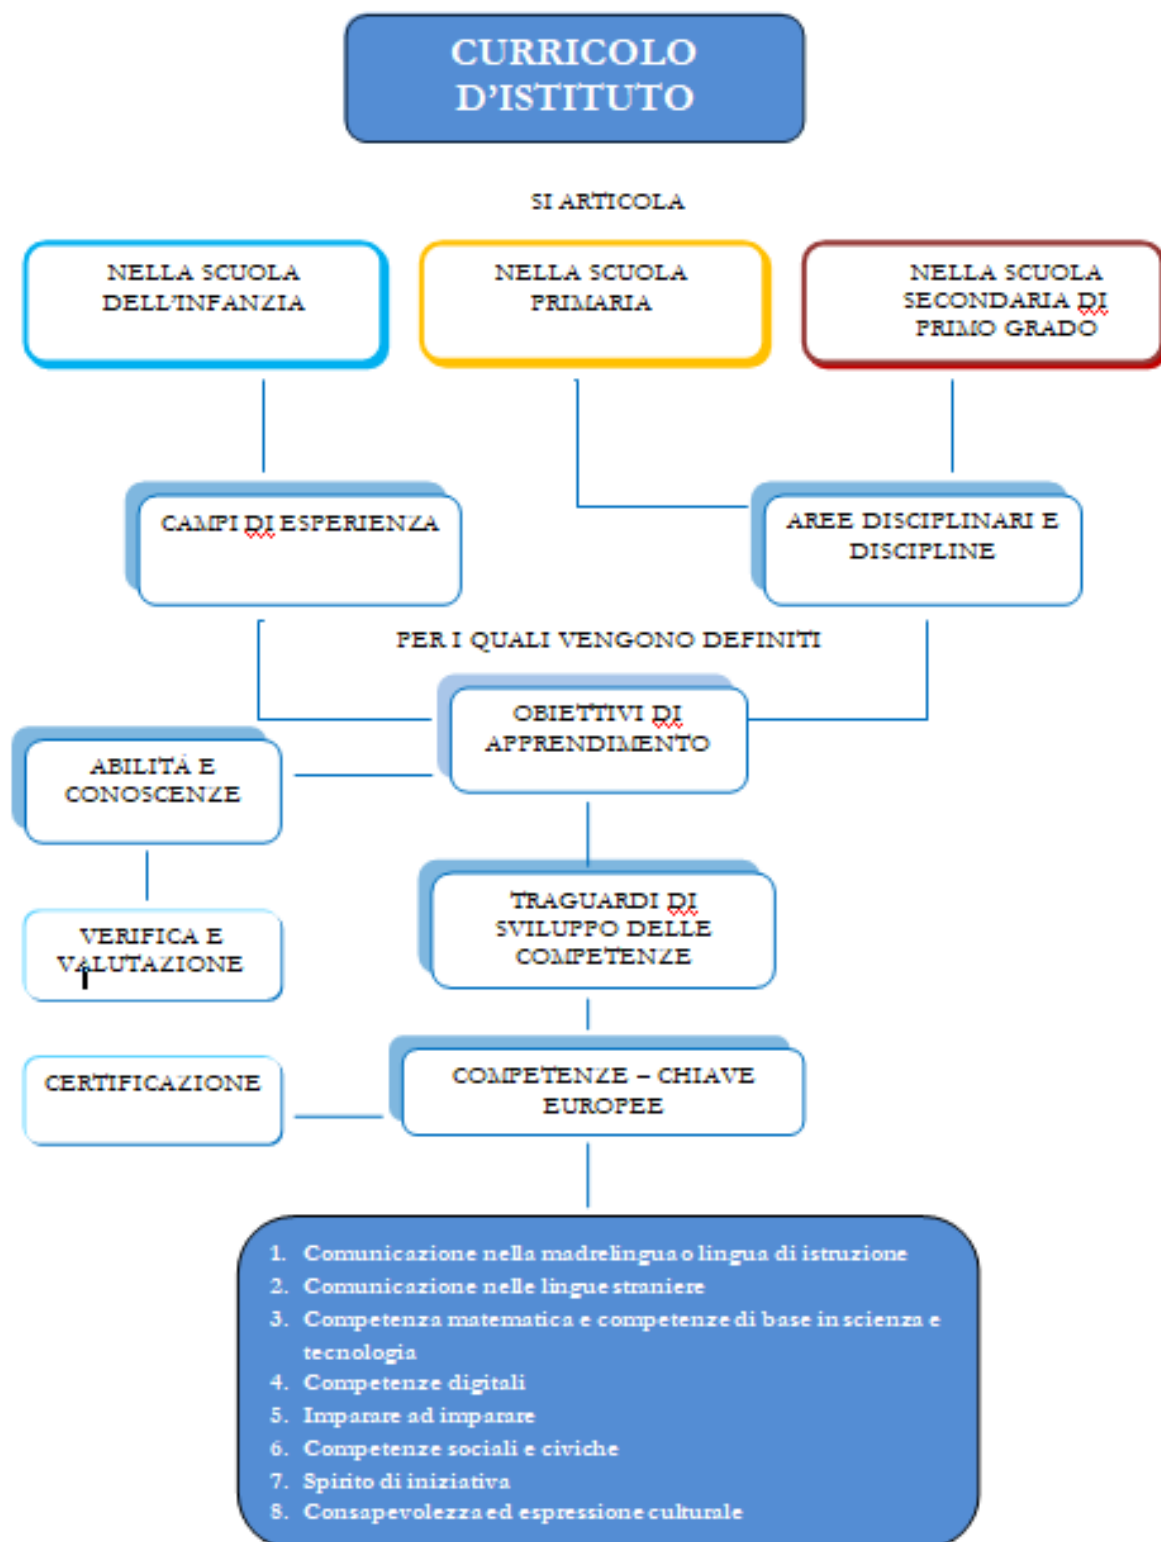 CURRICOLO
D'ISTITUTO
SI ARTICOLA
NELLA SCUOLA
DELL'INFANZIA
NELLA SCUOLA
PRIMARIA
NELLA SCUOLA
SECONDARIA DI
PRIMO GRADO
CAMPI DI ESPERIENZA
AREE DISCIPLINARI E
DISCIPLINE
PER I QUALI VENGONO DEFINITI
OBIETTIVI DI
APPRENDIMENTO
ABILITÁ E
CONOSCENZE
TRAGUARDI DI
SVILUPPO DELLE
COMPETENZE
VERIFICA E
VALUTAZIONE
CERTIFICAZIONE
COMPETENZE – CHIAVE
EUROPEE
1. Comunicazione nella madrelingua o lingua di istruzione
2. Comunicazione nelle lingue straniere
3. Competenza matematica e competenze di base in scienza e
tecnologia
4. Competenze digitali
5. Imparare ad imparare
6. Competenze sociali e civiche
7. Spirito di iniziativa
8. Consapevolezza ed espressione culturale